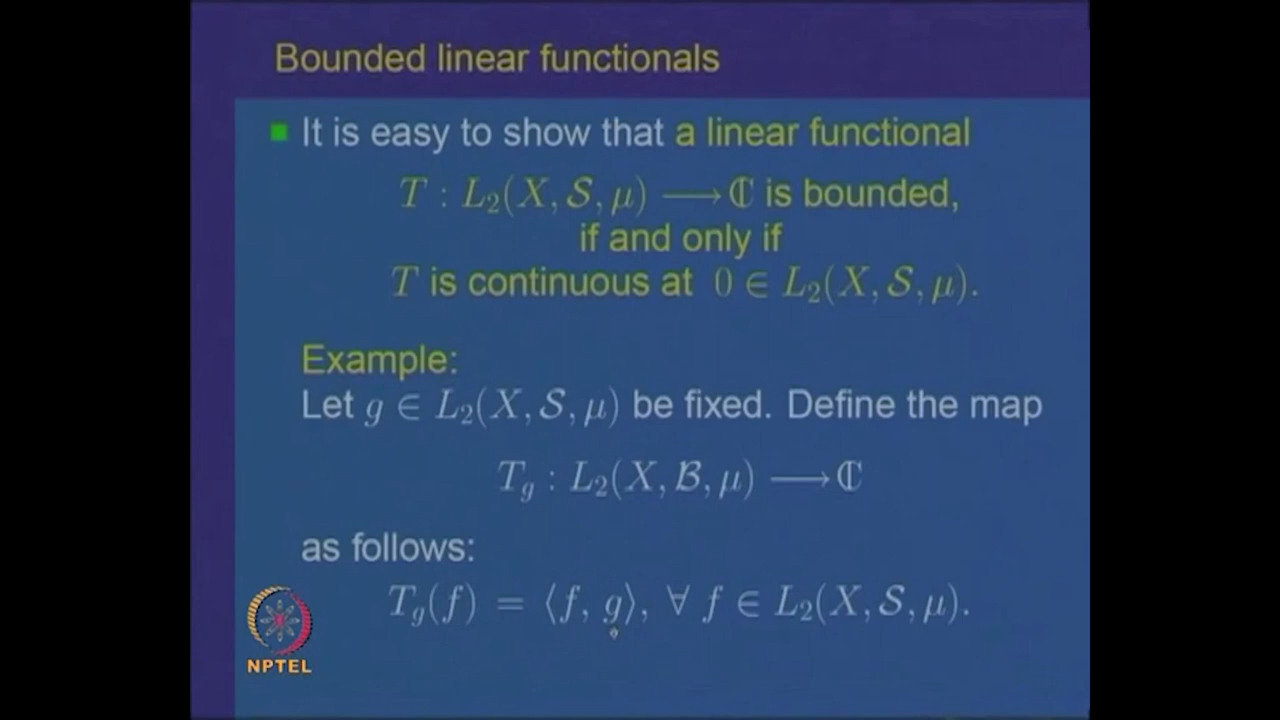 Bounded linear functionals
It is easy to show that a linear functional
T : L₂(X, 𝒮, μ) ⟶ ℂ is bounded,
if and only if
T is continuous at 0 ∈ L₂(X, 𝒮, μ).
Example:
Let g ∈ L₂(X, 𝒮, μ) be fixed. Define the map
T_g : L₂(X, ℬ, μ) ⟶ ℂ
as follows:
T_g(f) = ⟨f, g⟩, ∀ f ∈ L₂(X, 𝒮, μ).
NPTEL